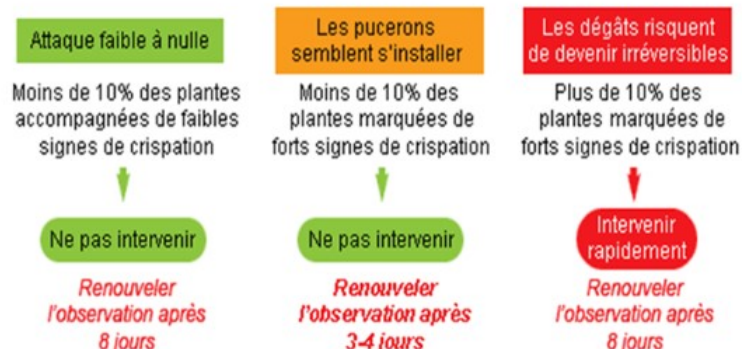 Attaque faible à nulle
Moins de 10% des plantes
accompagnées de faibles
signes de crispation
Ne pas intervenir
Renouveler
l'observation après
8 jours
Les pucerons
semblent s'installer
Moins de 10% des
plantes marquées de
forts signes de crispation
Ne pas intervenir
Renouveler
l'observation après
3-4 jours
Les dégâts risquent
de devenir irréversibles
Plus de 10% des
plantes marquées de
forts signes de crispation
Intervenir
rapidement
Renouveler
l'observation après
8 jours